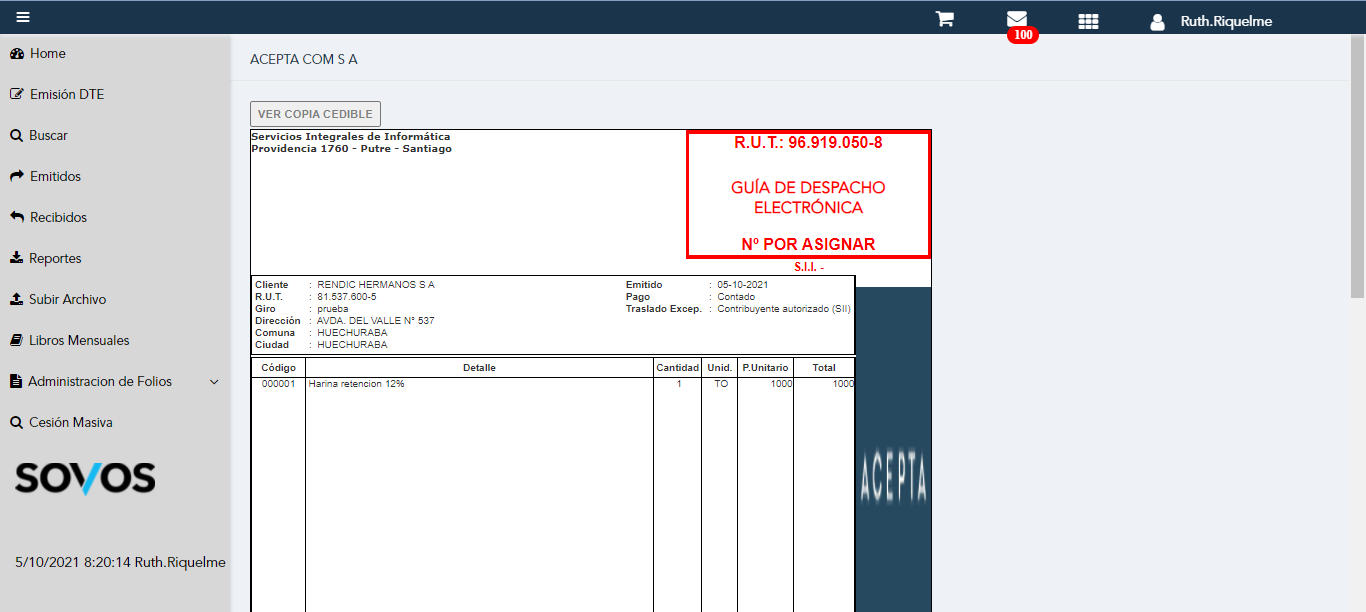 100
Ruth.Riquelme
Home
Emisión DTE
Buscar
Emitidos
Recibidos
Reportes
Subir Archivo
Libros Mensuales
Administracion de Folios
Cesión Masiva
SOVOS
5/10/2021 8:20:14 Ruth.Riquelme
ACEPTA COM S A
VER COPIA CEDIBLE
Servicios Integrales de Informática
Providencia 1760 - Putre - Santiago
R.U.T.: 96.919.050-8
GUÍA DE DESPACHO
ELECTRÓNICA
Nº POR ASIGNAR
S.I.I. -
Cliente : RENDIC HERMANOS S A Emitido : 05-10-2021
R.U.T. : 81.537.600-5 Pago : Contado
Giro : prueba Traslado Excep. : Contribuyente autorizado (SII)
Dirección : AVDA. DEL VALLE N° 537
Comuna : HUECHURABA
Ciudad : HUECHURABA
Código Detalle Cantidad Unid. P.Unitario Total
000001 Harina retencion 12% 1 TO 1000 1000
ACEPTA